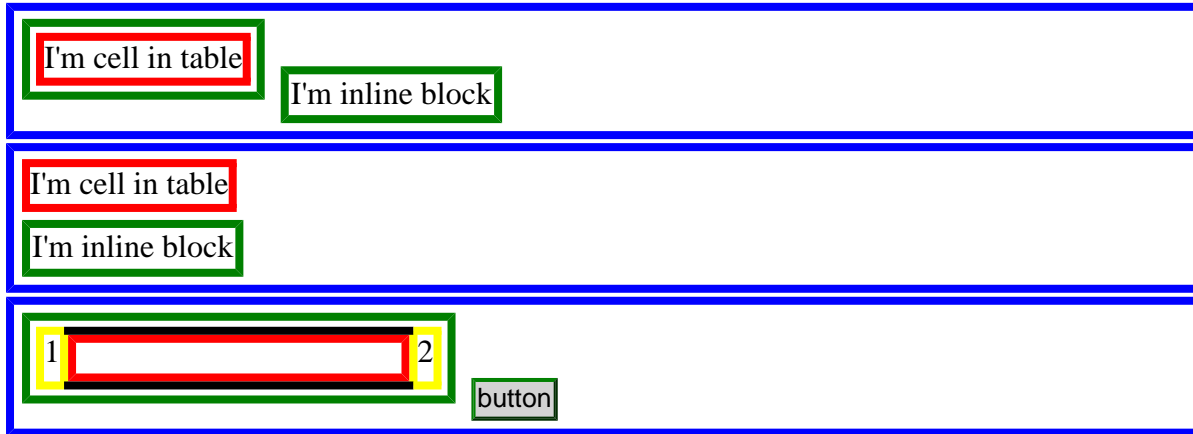 I'm cell in table
I'm inline block
I'm cell in table
I'm inline block
1 2
button